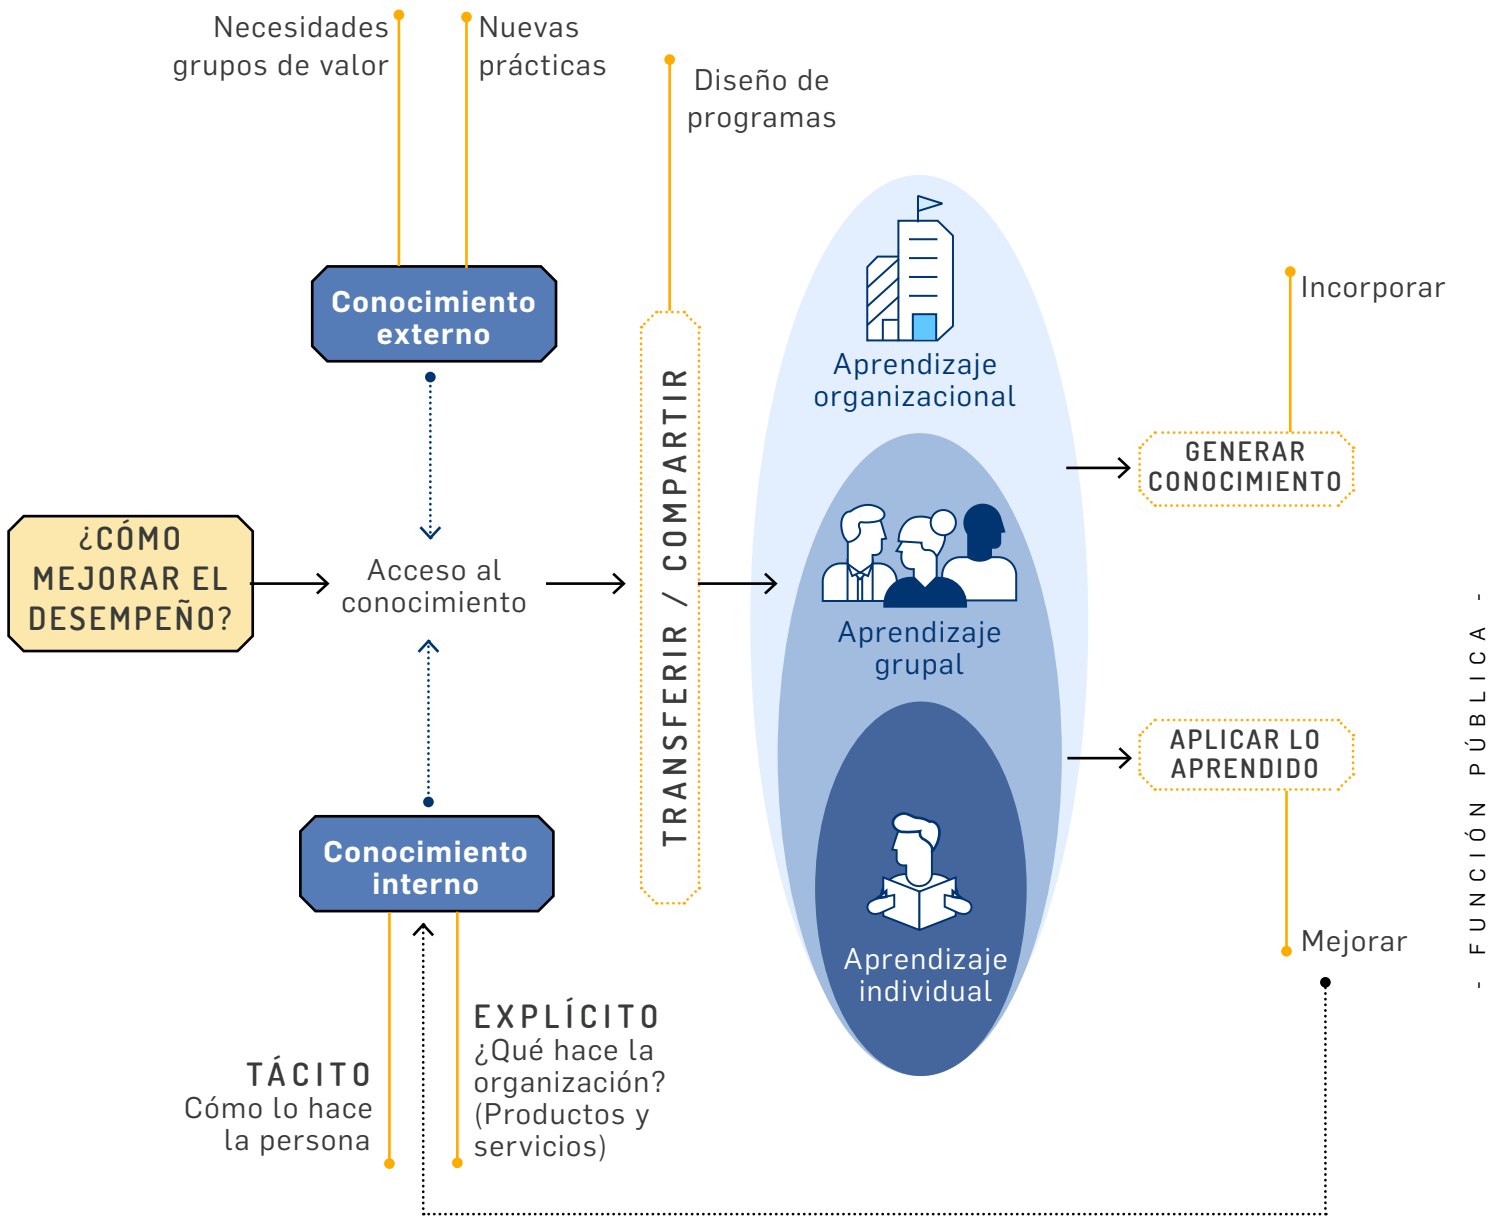 Necesidades
grupos de valor
Nuevas
prácticas
Diseño de
programas
Conocimiento
externo
¿CÓMO
MEJORAR EL
DESEMPEÑO?
Acceso al
conocimiento
TRANSFERIR / COMPARTIR
Aprendizaje
organizacional
Aprendizaje
grupal
Aprendizaje
individual
Incorporar
GENERAR
CONOCIMIENTO
APLICAR LO
APRENDIDO
Mejorar
Conocimiento
interno
TÁCITO
Cómo lo hace
la persona
EXPLÍCITO
¿Qué hace la
organización?
(Productos y
servicios)
- FUNCIÓN PÚBLICA -